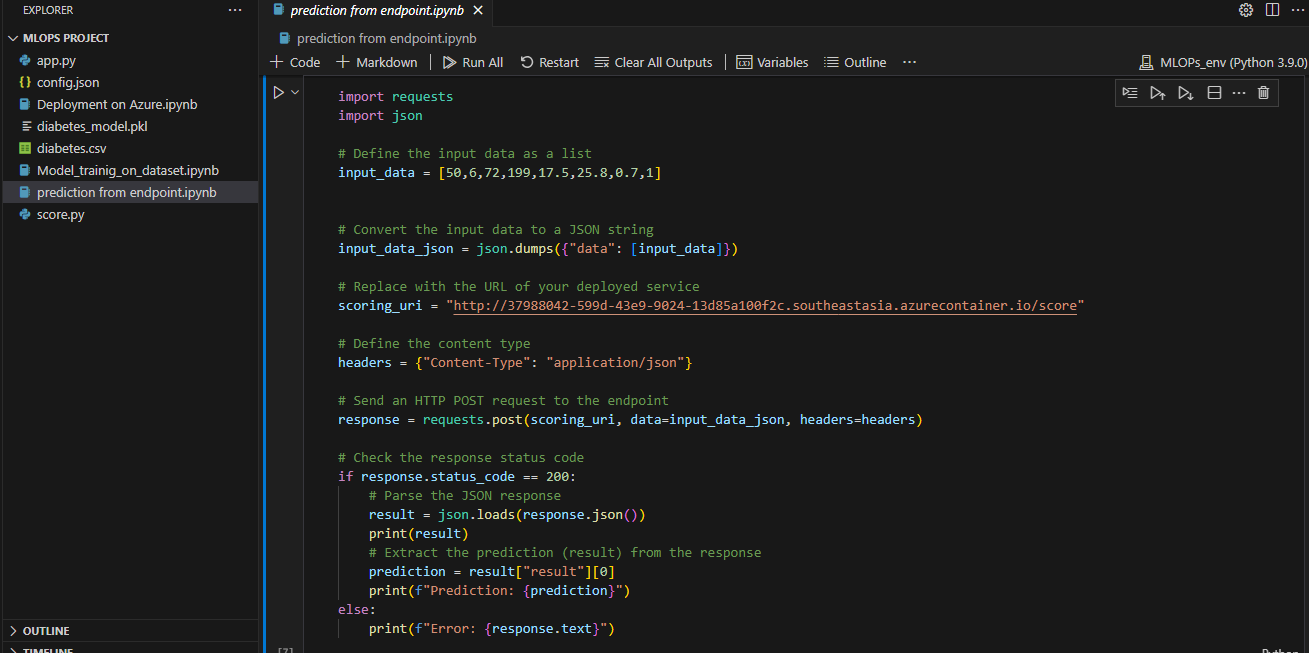 EXPLORER
···
MLOPS PROJECT
app.py
{} config.json
Deployment on Azure.ipynb
diabetes_model.pkl
diabetes.csv
Model_trainig_on_dataset.ipynb
prediction from endpoint.ipynb
score.py
OUTLINE
TIMELINE
prediction from endpoint.ipynb ×
···
prediction from endpoint.ipynb
+ Code + Markdown | Run All Restart Clear All Outputs | Variables Outline ···
MLOPs_env (Python 3.9.0)
import requests
import json
# Define the input data as a list
input_data = [50,6,72,199,17.5,25.8,0.7,1]
# Convert the input data to a JSON string
input_data_json = json.dumps({"data": [input_data]})
# Replace with the URL of your deployed service
scoring_uri = "http://37988042-599d-43e9-9024-13d85a100f2c.southeastasia.azurecontainer.io/score"
# Define the content type
headers = {"Content-Type": "application/json"}
# Send an HTTP POST request to the endpoint
response = requests.post(scoring_uri, data=input_data_json, headers=headers)
# Check the response status code
if response.status_code == 200:
    # Parse the JSON response
    result = json.loads(response.json())
    print(result)
    # Extract the prediction (result) from the response
    prediction = result["result"][0]
    print(f"Prediction: {prediction}")
else:
    print(f"Error: {response.text}")
[7]
Python